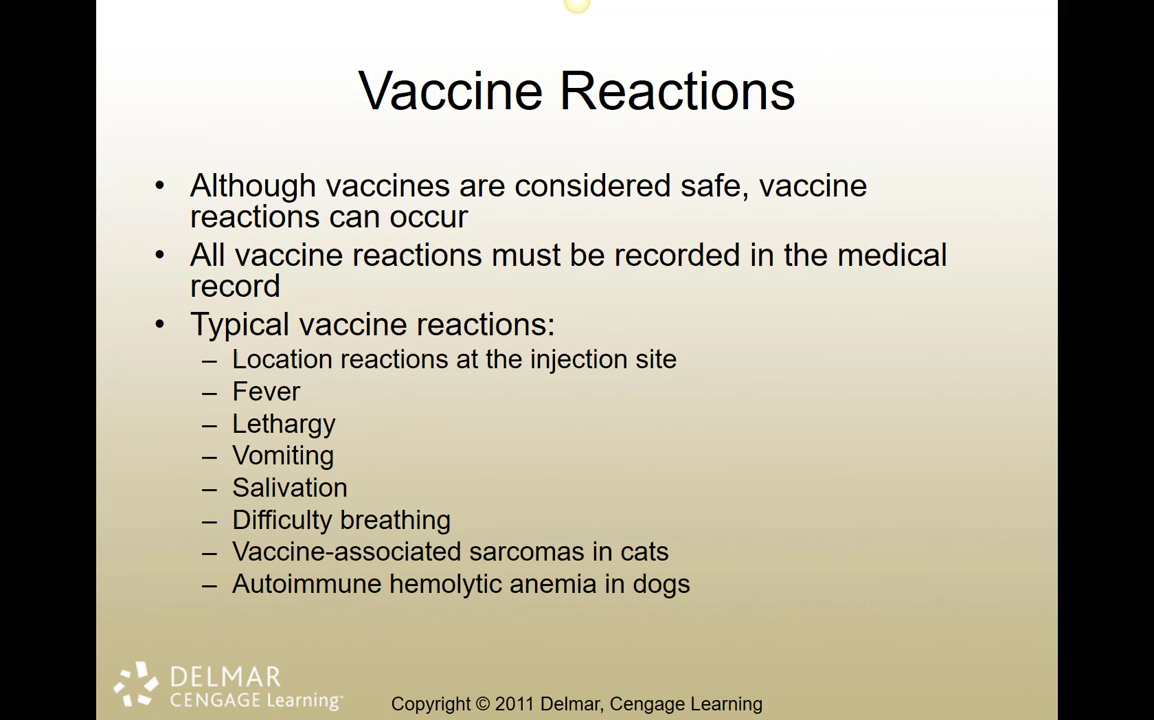 Vaccine Reactions
• Although vaccines are considered safe, vaccine
reactions can occur
• All vaccine reactions must be recorded in the medical
record
• Typical vaccine reactions:
– Location reactions at the injection site
– Fever
– Lethargy
– Vomiting
– Salivation
– Difficulty breathing
– Vaccine-associated sarcomas in cats
– Autoimmune hemolytic anemia in dogs
DELMAR
CENGAGE Learning™
Copyright © 2011 Delmar, Cengage Learning